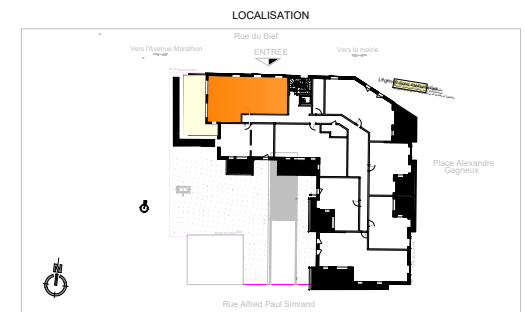 LOCALISATION
Rue du Bief
Vers l'Avenue Marathon
ENTREE
Vers la mairie
Place Alexandre
Gagneux
N
Rue Alfred Paul Simiand